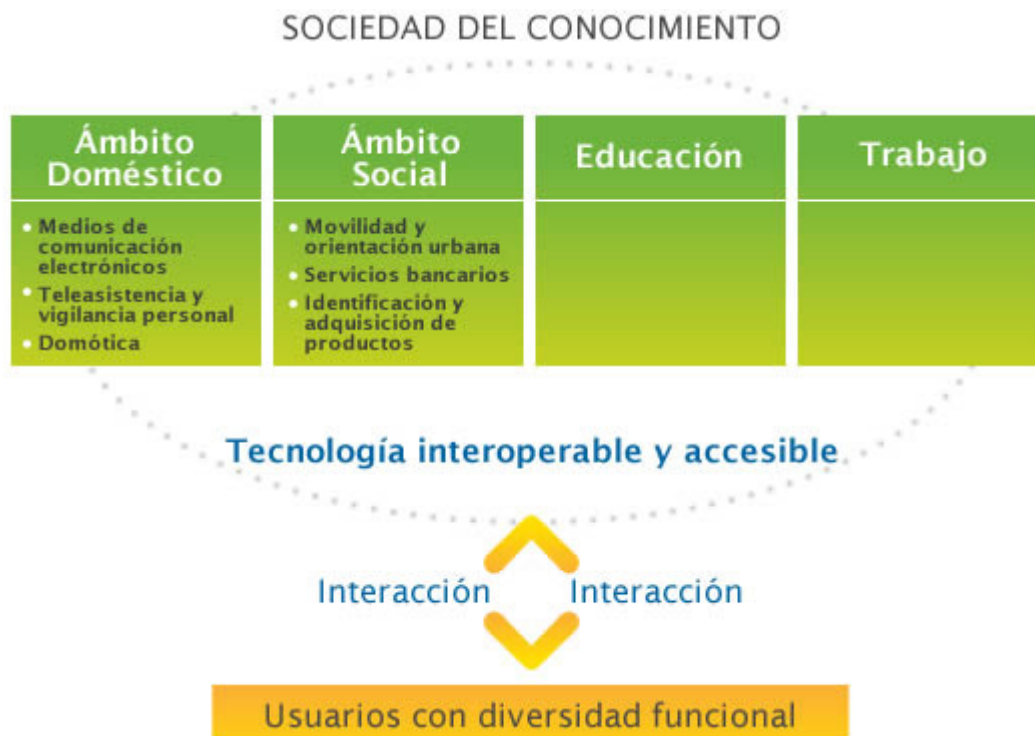 SOCIEDAD DEL CONOCIMIENTO
Ámbito
Doméstico
• Medios de
comunicación
electrónicos
• Teleasistencia y
vigilancia personal
• Domótica
Ámbito
Social
• Movilidad y
orientación urbana
• Servicios bancarios
• Identificación y
adquisición de
productos
Educación
Trabajo
Tecnología interoperable y accesible
Interacción
Interacción
Usuarios con diversidad funcional